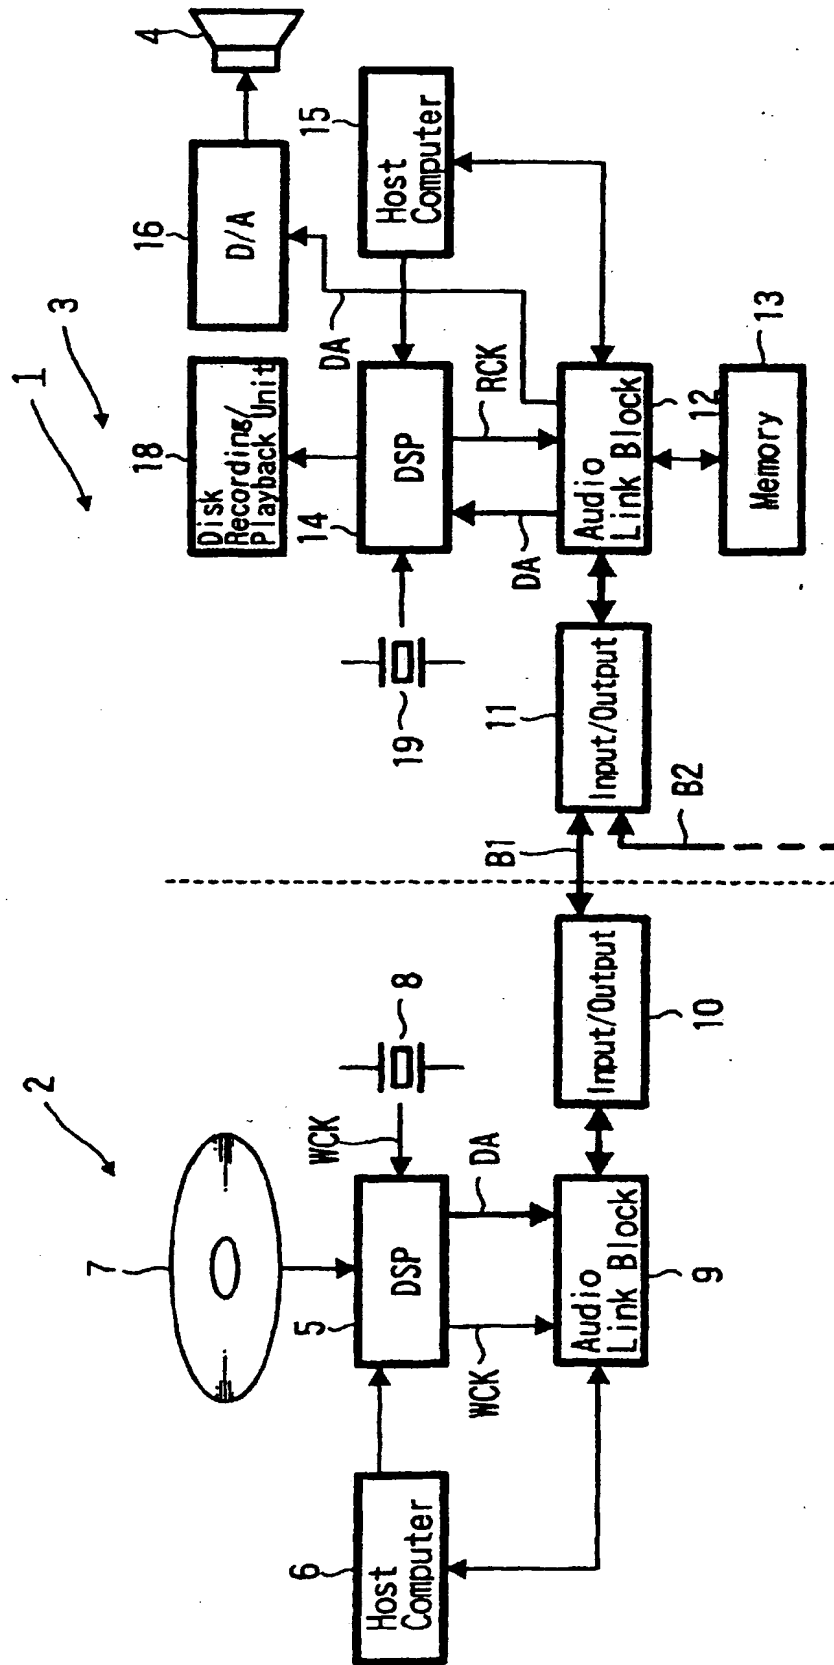 1
2
3
7
WCK
8
5
DSP
6
Host
Computer
WCK
DA
Audio
Link Block
9
Input/Output
10
B1
B2
18
Disk
Recording/
Playback Unit
16
D/A
4
19
14
DSP
DA
15
Host
Computer
DA
RCK
11
Input/Output
Audio
Link Block
12
Memory
13